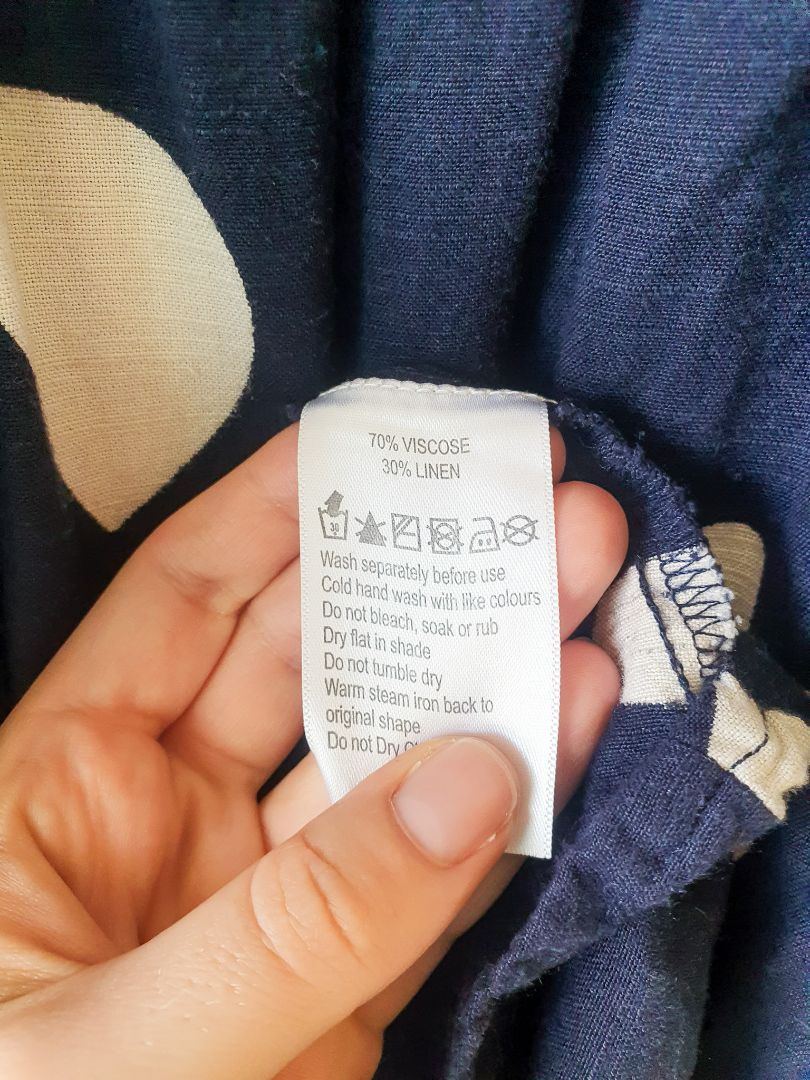 70% VISCOSE
30% LINEN
30
Wash separately before use
Cold hand wash with like colours
Do not bleach, soak or rub
Dry flat in shade
Do not tumble dry
Warm steam iron back to
original shape
Do not Dry